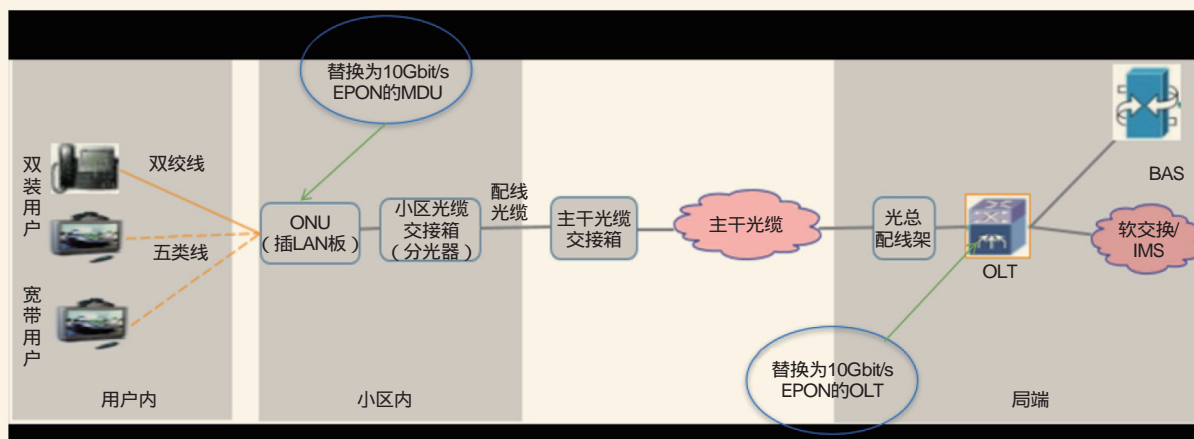 替换为10Gbit/s
EPON的MDU
双装用户
双绞线
五类线
宽带用户
ONU
（插LAN板）
小区光缆
交接箱
（分光器）
配线
光缆
主干光缆
交接箱
主干光缆
光总
配线架
OLT
BAS
软交换/
IMS
替换为10Gbit/s
EPON的OLT
用户内
小区内
局端